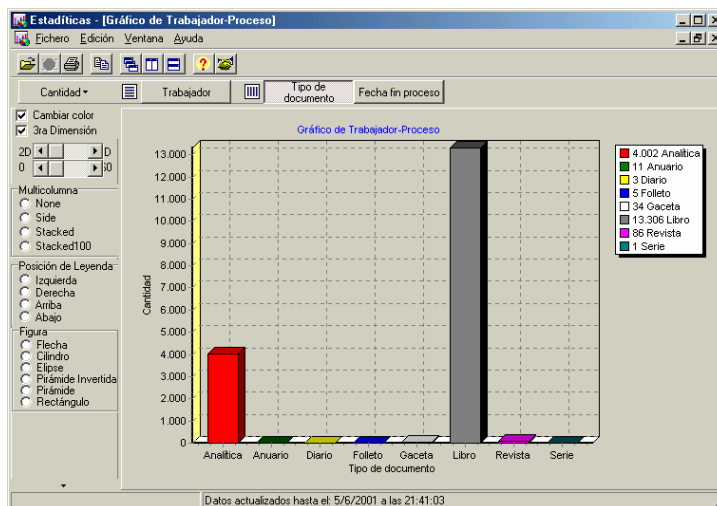 Estadísticas - [Gráfico de Trabajador-Proceso]
Fichero Edición Ventana Ayuda
Cantidad Trabajador Tipo de documento Fecha fin proceso
Cambiar color
3ra Dimensión
2D D
0
Multicolumna
None
Side
Stacked
Stacked100
Posición de Leyenda
Izquierda
Derecha
Arriba
Abajo
Figura
Flecha
Cilindro
Elipse
Pirámide Invertida
Pirámide
Rectángulo
Gráfico de Trabajador-Proceso
13.000
12.000
11.000
10.000
9.000
8.000
7.000
6.000
5.000
4.000
3.000
2.000
1.000
0
Cantidad
Analítica Anuario Diario Folleto Gaceta Libro Revista Serie
Tipo de documento
4.002 Analítica
11 Anuario
3 Diario
5 Folleto
34 Gaceta
13.306 Libro
86 Revista
1 Serie
Datos actualizados hasta el: 5/6/2001 a las 21:41:03